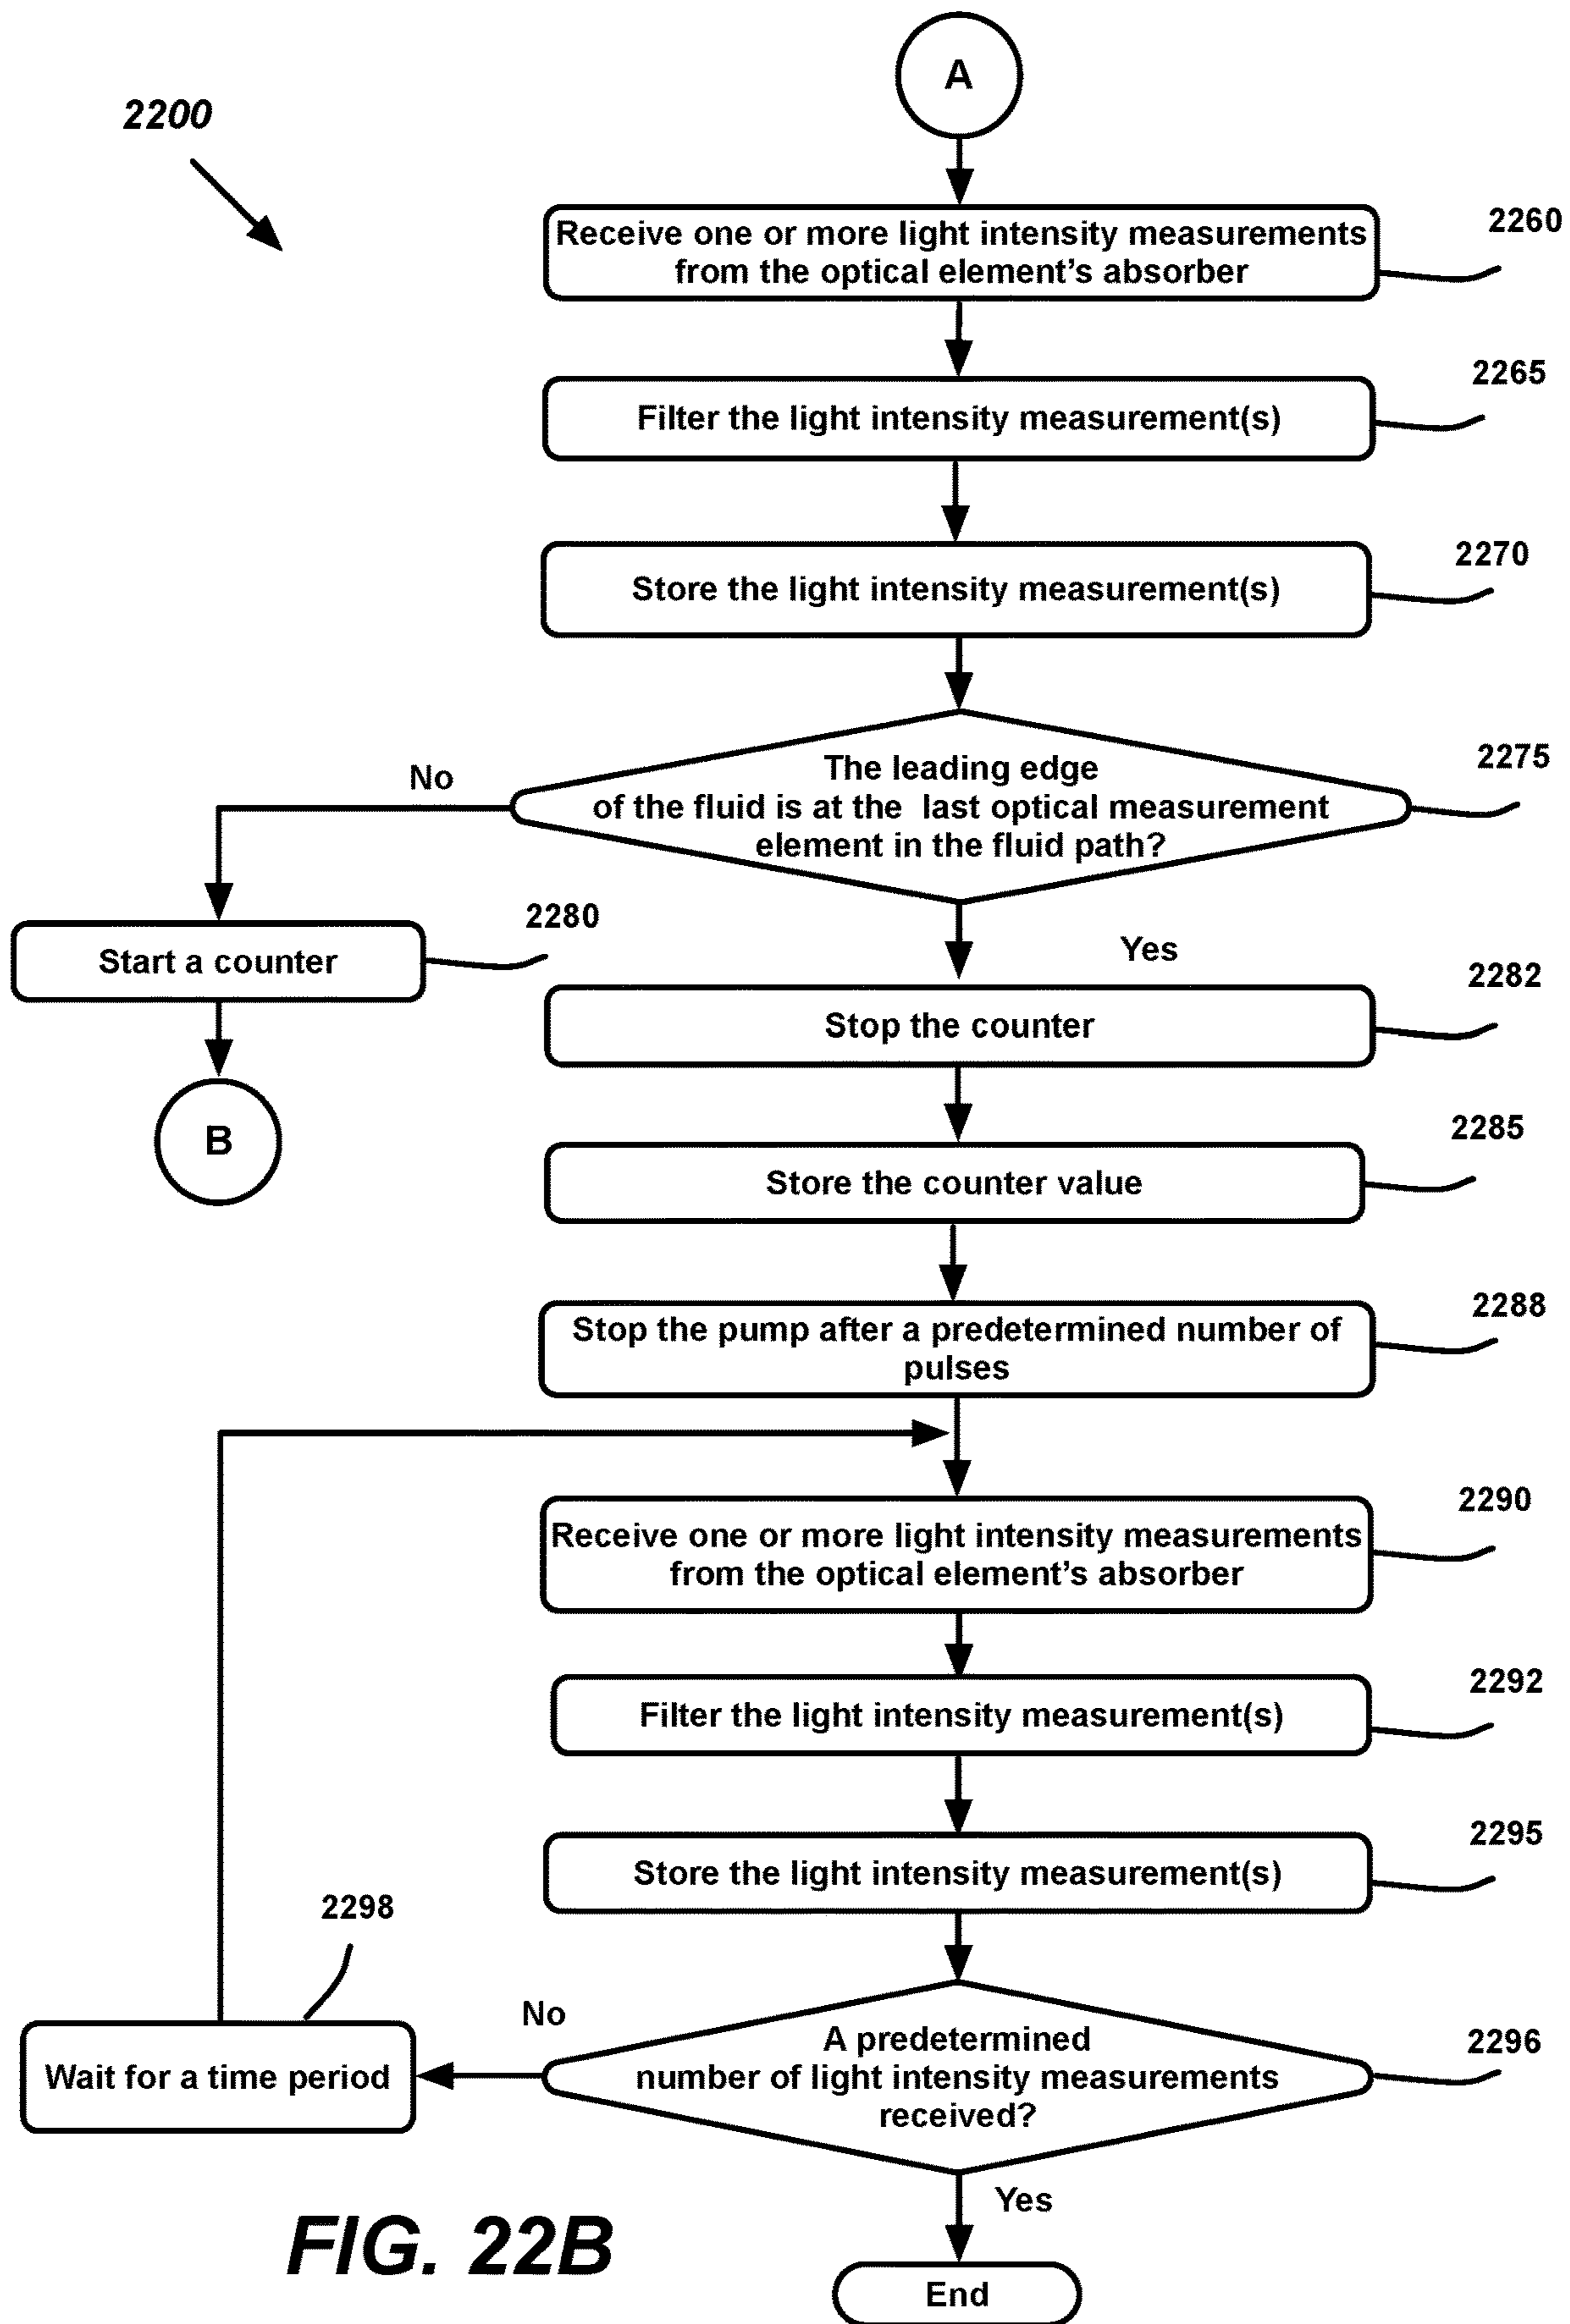 A
2200
Receive one or more light intensity measurements
from the optical element's absorber
2260
Filter the light intensity measurement(s)
2265
Store the light intensity measurement(s)
2270
The leading edge
of the fluid is at the last optical measurement
element in the fluid path?
2275
No
Start a counter
2280
B
Yes
Stop the counter
2282
Store the counter value
2285
Stop the pump after a predetermined number of
pulses
2288
Receive one or more light intensity measurements
from the optical element's absorber
2290
Filter the light intensity measurement(s)
2292
Store the light intensity measurement(s)
2295
A predetermined
number of light intensity measurements
received?
2296
No
Wait for a time period
2298
Yes
End
FIG. 22B